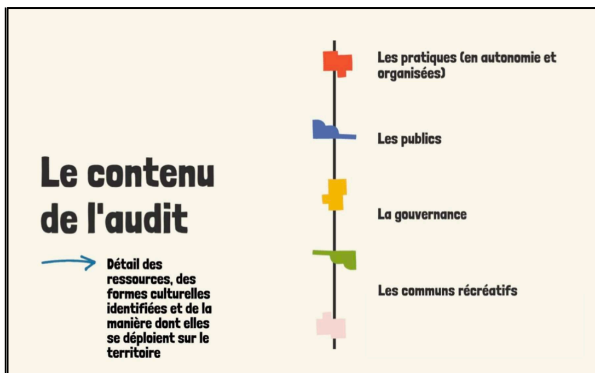 Le contenu
de l'audit
Détail des
ressources, des
formes culturelles
identifiées et de la
manière dont elles
se déploient sur le
territoire
Les pratiques (en autonomie et
organisées)
Les publics
La gouvernance
Les communs récréatifs